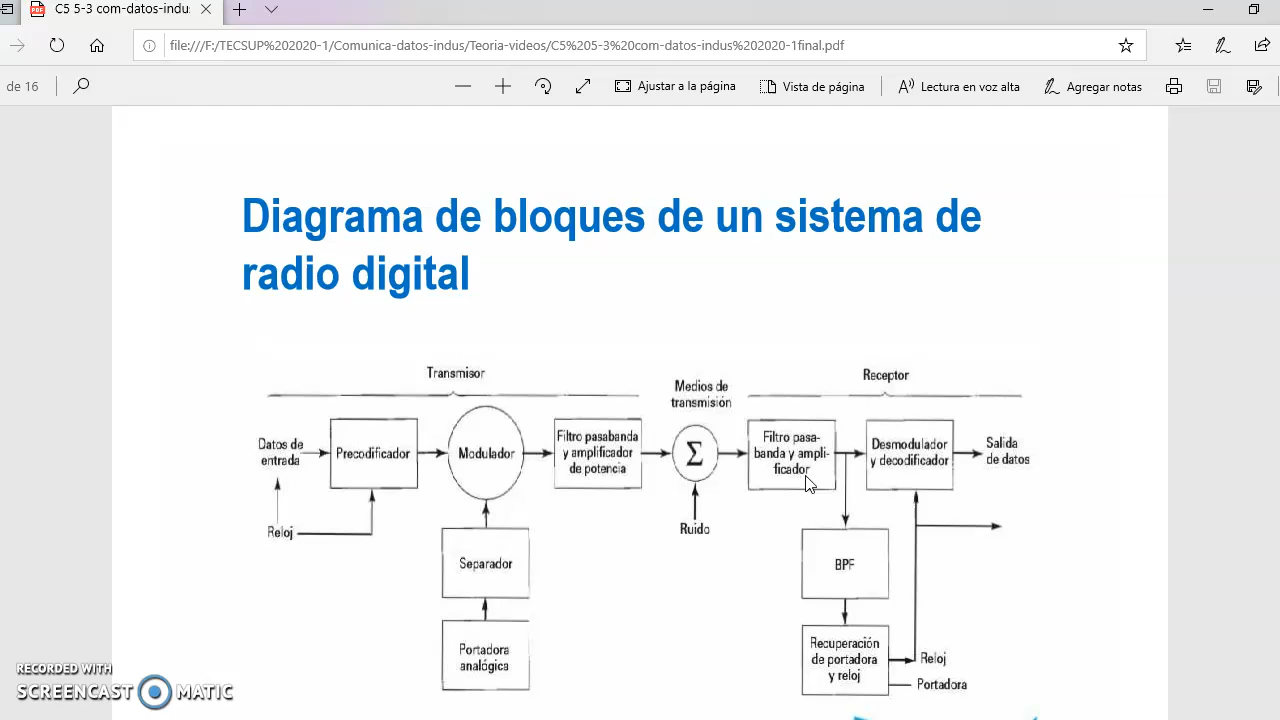 C5 5-3 com-datos-indus
file:///F:/TECSUP%202020-1/Comunica-datos-indus/Teoria-videos/C5%205-3%20com-datos-indus%202020-1final.pdf
de 16
Ajustar a la página
Vista de página
Lectura en voz alta
Agregar notas
Diagrama de bloques de un sistema de
radio digital
Transmisor
Medios de
transmisión
Receptor
Datos de
entrada
Precodificador
Modulador
Filtro pasabanda
y amplificador
de potencia
Σ
Filtro pasa-
banda y ampli-
ficador
Desmodulador
y decodificador
Salida
de datos
Reloj
Ruido
Separador
BPF
Portadora
analógica
Recuperación
de portadora
y reloj
Reloj
Portadora
RECORDED WITH
SCREENCAST MATIC